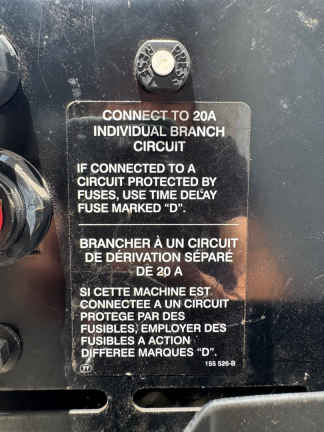 PRESS
RESET
CONNECT TO 20A
INDIVIDUAL BRANCH
CIRCUIT
IF CONNECTED TO A
CIRCUIT PROTECTED BY
FUSES, USE TIME DELAY
FUSE MARKED "D".
BRANCHER À UN CIRCUIT
DE DÉRIVATION SÉPARÉ
DE 20 A
SI CETTE MACHINE EST
CONNECTEE A UN CIRCUIT
PROTEGE PAR DES
FUSIBLES, EMPLOYER DES
FUSIBLES A ACTION
DIFFEREE MARQUES "D".
155 526-B